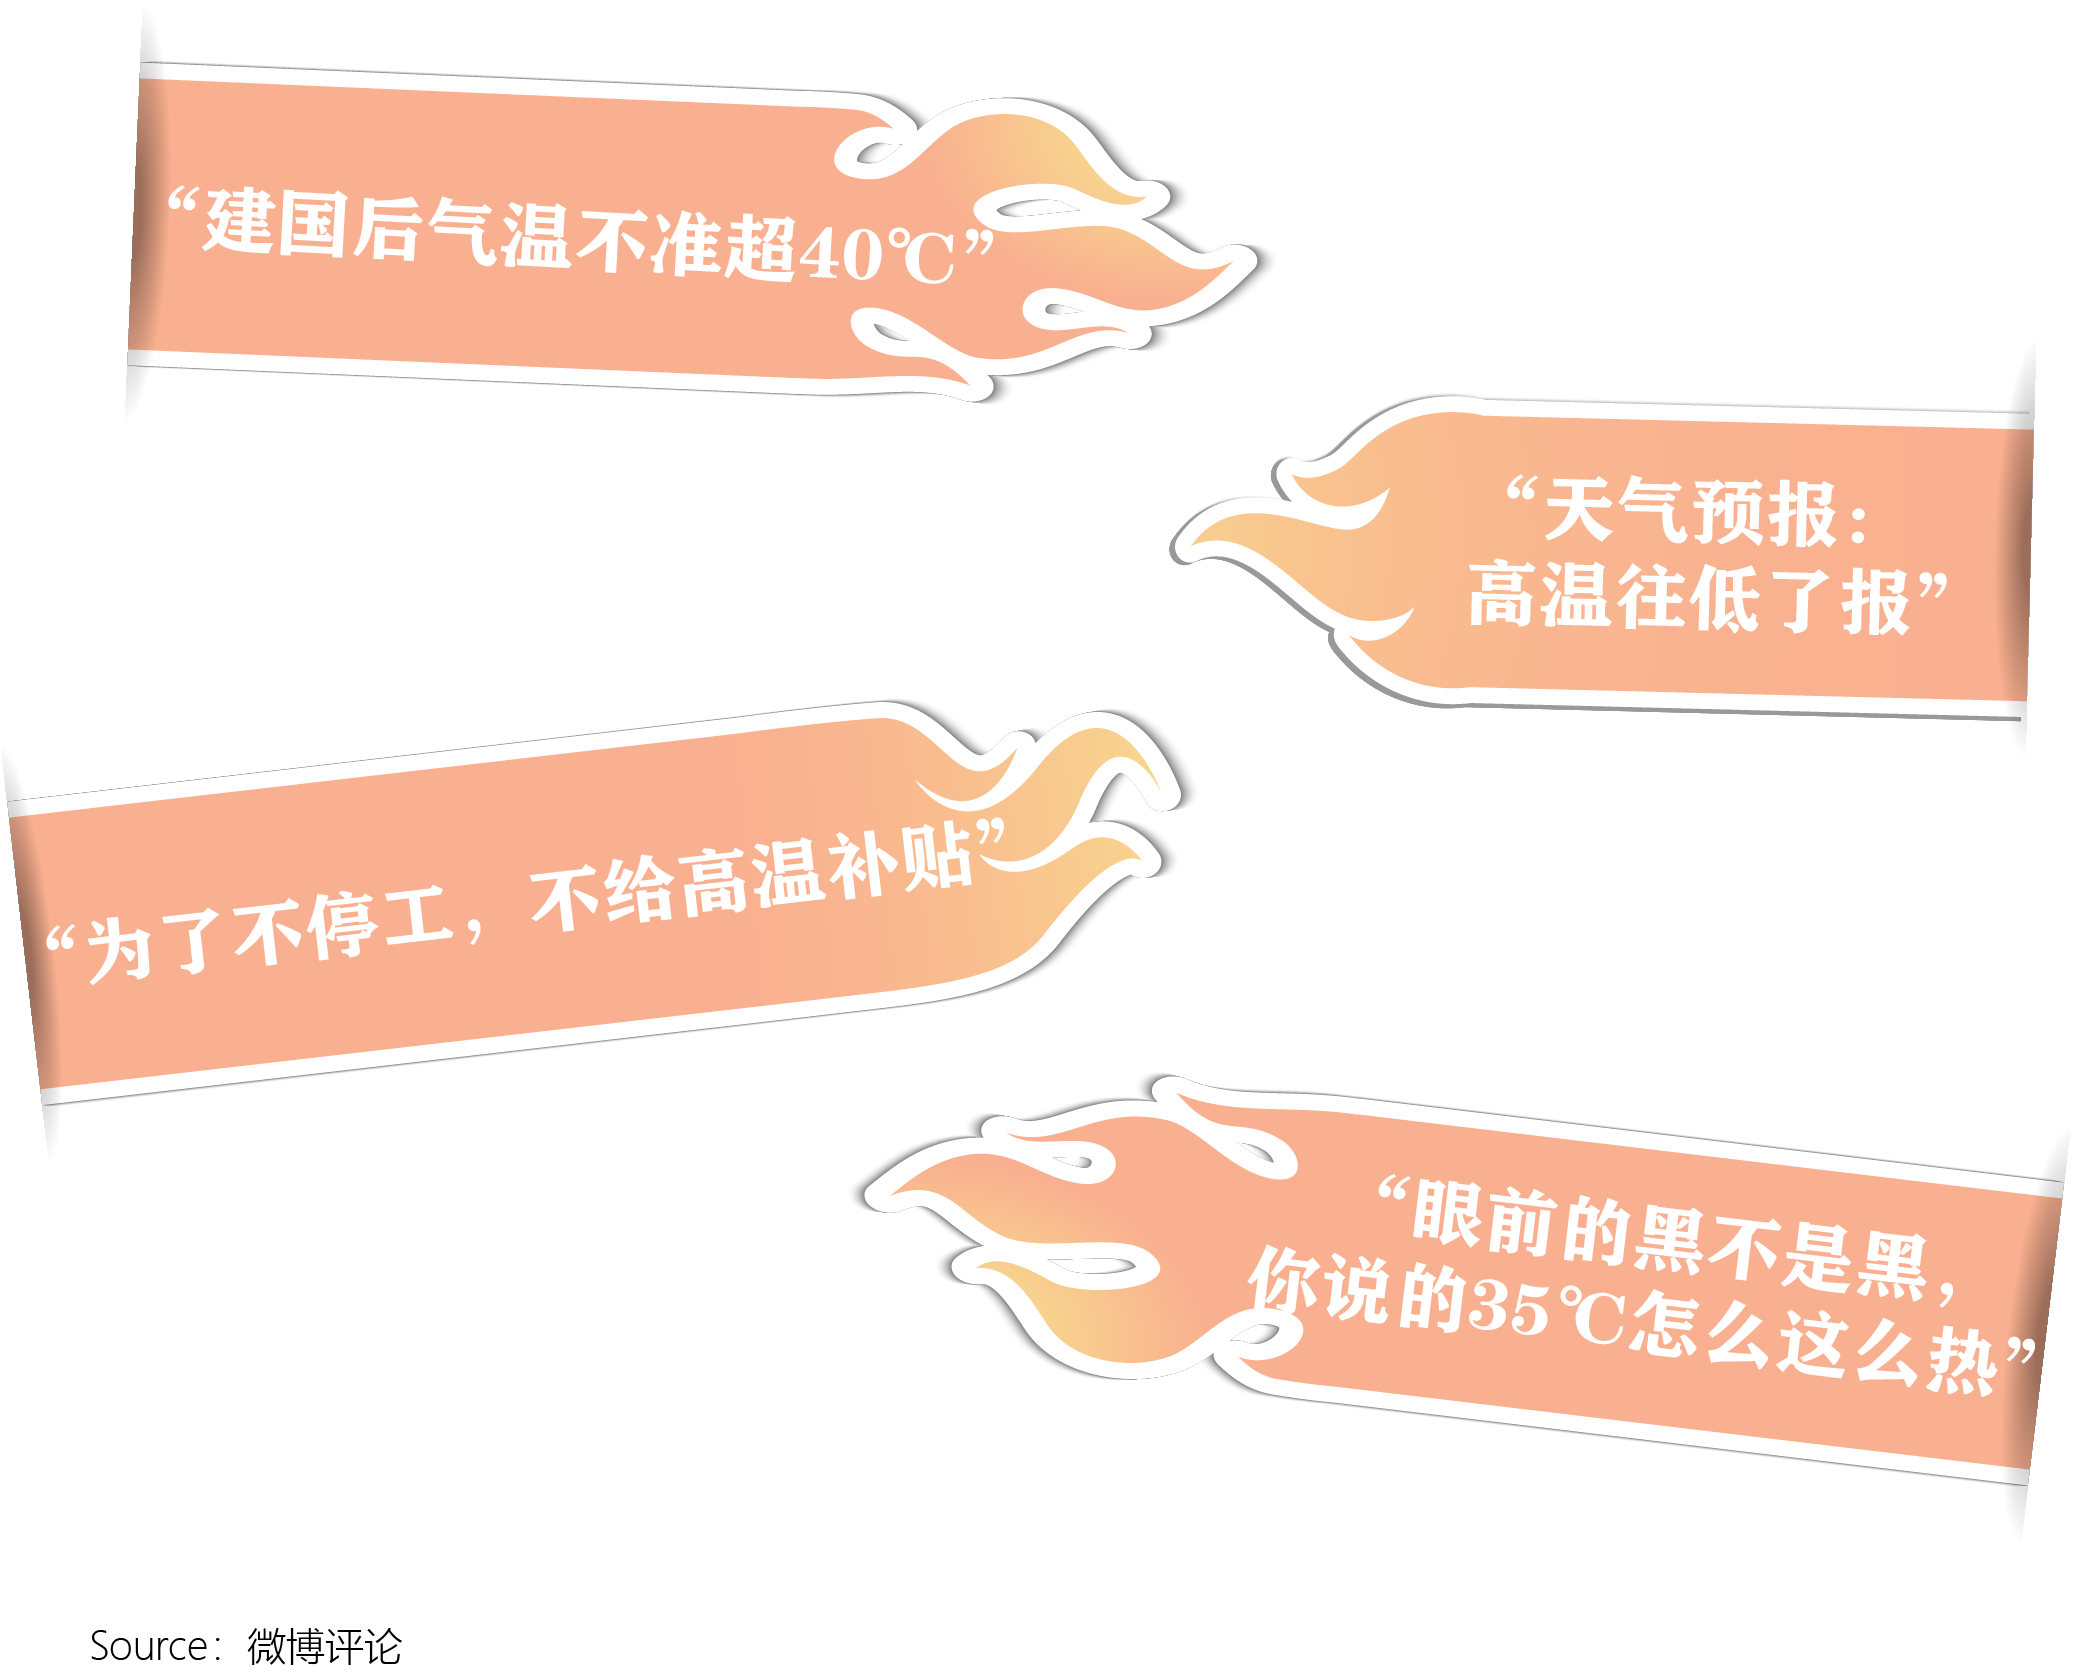 “建国后气温不准超40℃”
“天气预报：
高温往低了报”
“为了不停工，不给高温补贴”
“眼前的黑不是黑，
你说的35℃怎么这么热”
Source：微博评论